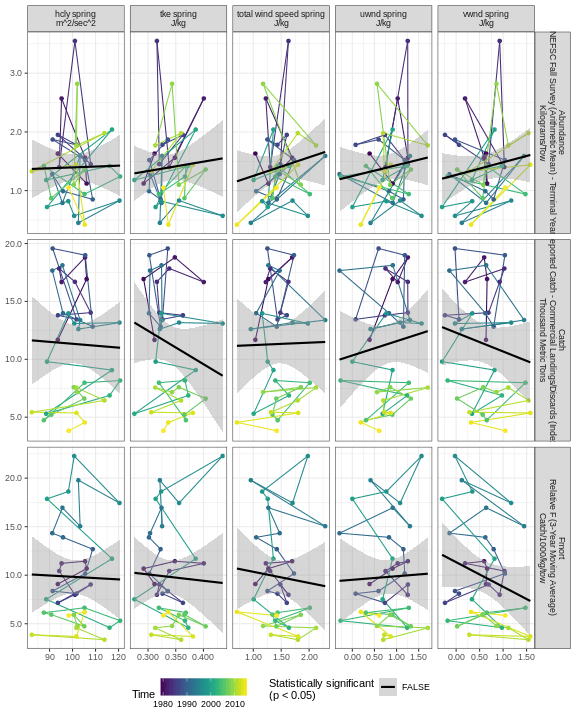 hcly spring
m^2/sec^2
tke spring
J/kg
total wind speed spring
J/kg
uwnd spring
J/kg
vwnd spring
J/kg
3.0
2.0
1.0
Abundance
NEFSC Fall Survey (Arithmetic Mean) - Terminal Year
Kilograms/tow
20.0
15.0
10.0
5.0
Catch
eported Catch - Commercial Landings/Discards (Inde
Thousand Metric Tons
20.0
15.0
10.0
5.0
Fmort
Relative F (3-Year Moving Average)
Catch/1000/kg/tow
90 100 110 120
0.300 0.350 0.400
1.00 1.50 2.00
0.00 0.50 1.00 1.50
0.00 0.50 1.00 1.50
Time
1980 1990 2000 2010
Statistically significant
(p < 0.05)
FALSE